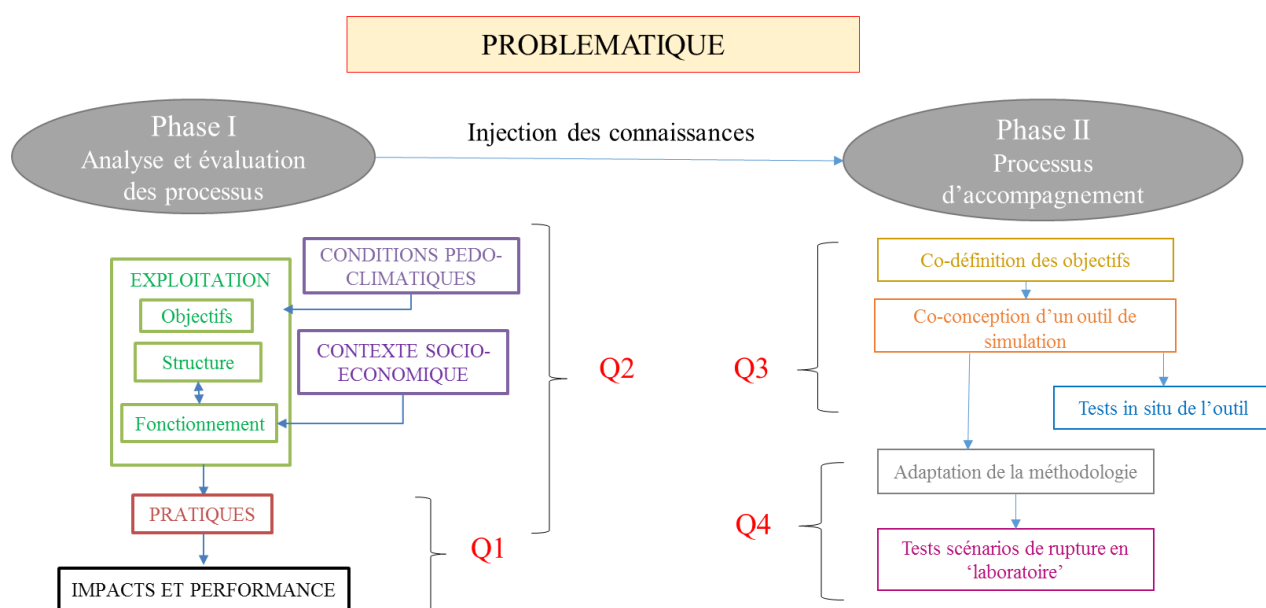 PROBLEMATIQUE
Phase I
Analyse et évaluation
des processus
Injection des connaissances
Phase II
Processus
d’accompagnement
EXPLOITATION
Objectifs
Structure
Fonctionnement
CONDITIONS PEDO-
CLIMATIQUES
CONTEXTE SOCIO-
ECONOMIQUE
PRATIQUES
IMPACTS ET PERFORMANCE
Q2
Q1
Q3
Q4
Co-définition des objectifs
Co-conception d’un outil de
simulation
Tests in situ de l’outil
Adaptation de la méthodologie
Tests scénarios de rupture en
‘laboratoire’